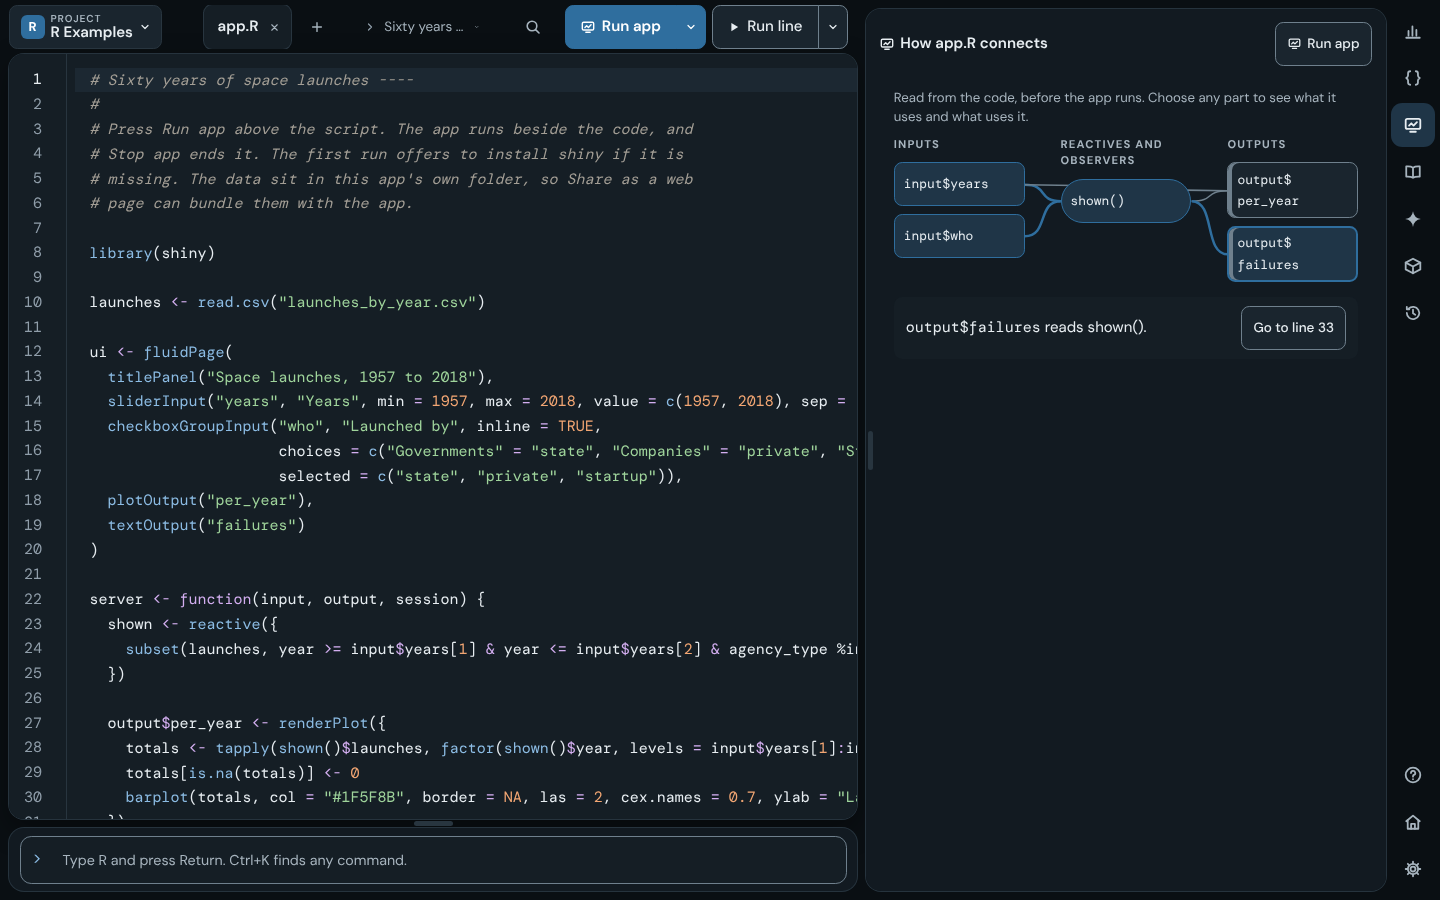 PROJECT
R R Examples
app.R ×
Sixty years ...
Run app
Run line
1 # Sixty years of space launches ----
2 #
3 # Press Run app above the script. The app runs beside the code, and
4 # Stop app ends it. The first run offers to install shiny if it is
5 # missing. The data sit in this app's own folder, so Share as a web
6 # page can bundle them with the app.
7
8 library(shiny)
9
10 launches <- read.csv("launches_by_year.csv")
11
12 ui <- fluidPage(
13 titlePanel("Space launches, 1957 to 2018"),
14 sliderInput("years", "Years", min = 1957, max = 2018, value = c(1957, 2018), sep =
15 checkboxGroupInput("who", "Launched by", inline = TRUE,
16 choices = c("Governments" = "state", "Companies" = "private", "S
17 selected = c("state", "private", "startup")),
18 plotOutput("per_year"),
19 textOutput("failures")
20 )
21
22 server <- function(input, output, session) {
23 shown <- reactive({
24 subset(launches, year >= input$years[1] & year <= input$years[2] & agency_type %i
25 })
26
27 output$per_year <- renderPlot({
28 totals <- tapply(shown()$launches, factor(shown()$year, levels = input$years[1]:i
29 totals[is.na(totals)] <- 0
30 barplot(totals, col = "#1F5F8B", border = NA, las = 2, cex.names = 0.7, ylab = "L
31 })
Type R and press Return. Ctrl+K finds any command.
How app.R connects
Run app
Read from the code, before the app runs. Choose any part to see what it
uses and what uses it.
INPUTS
REACTIVES AND
OBSERVERS
OUTPUTS
input$years
input$who
shown()
output$
per_year
output$
failures
output$failures reads shown().
Go to line 33